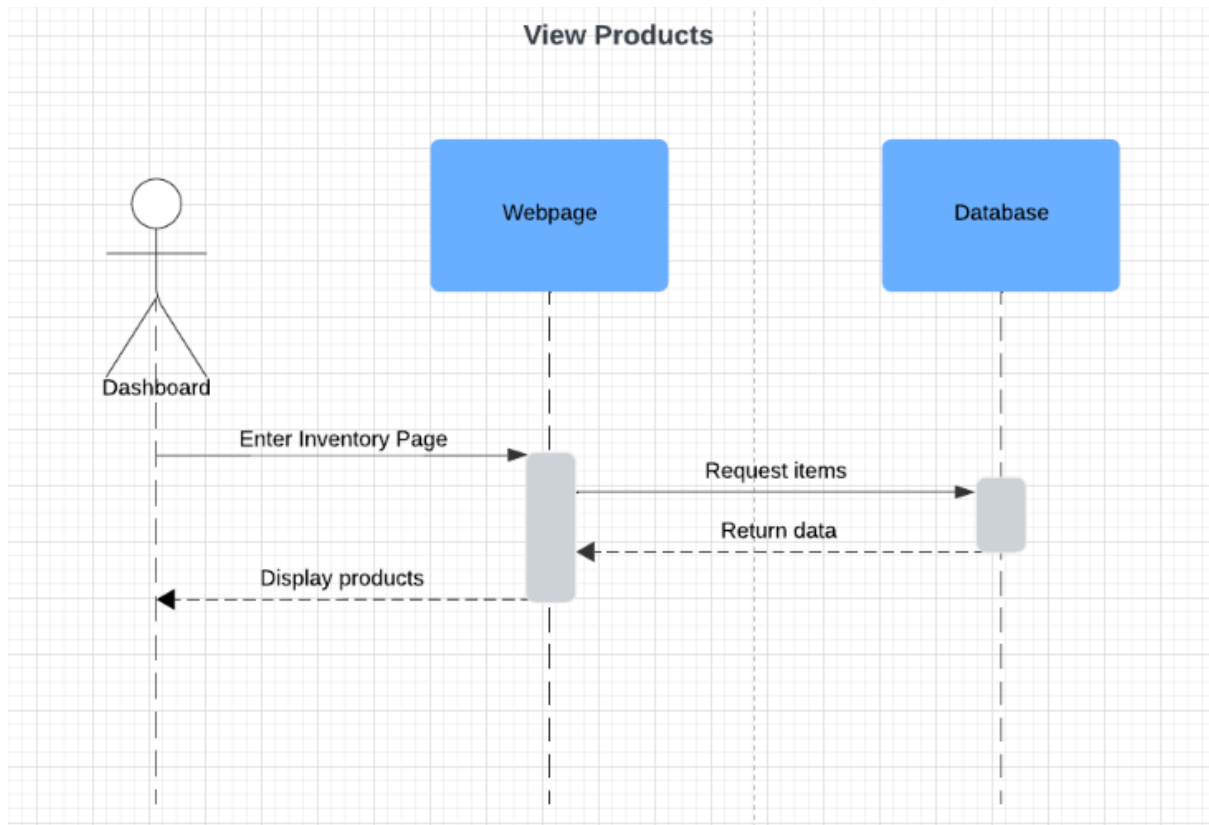 View Products
Webpage
Database
Dashboard
Enter Inventory Page
Request items
Return data
Display products